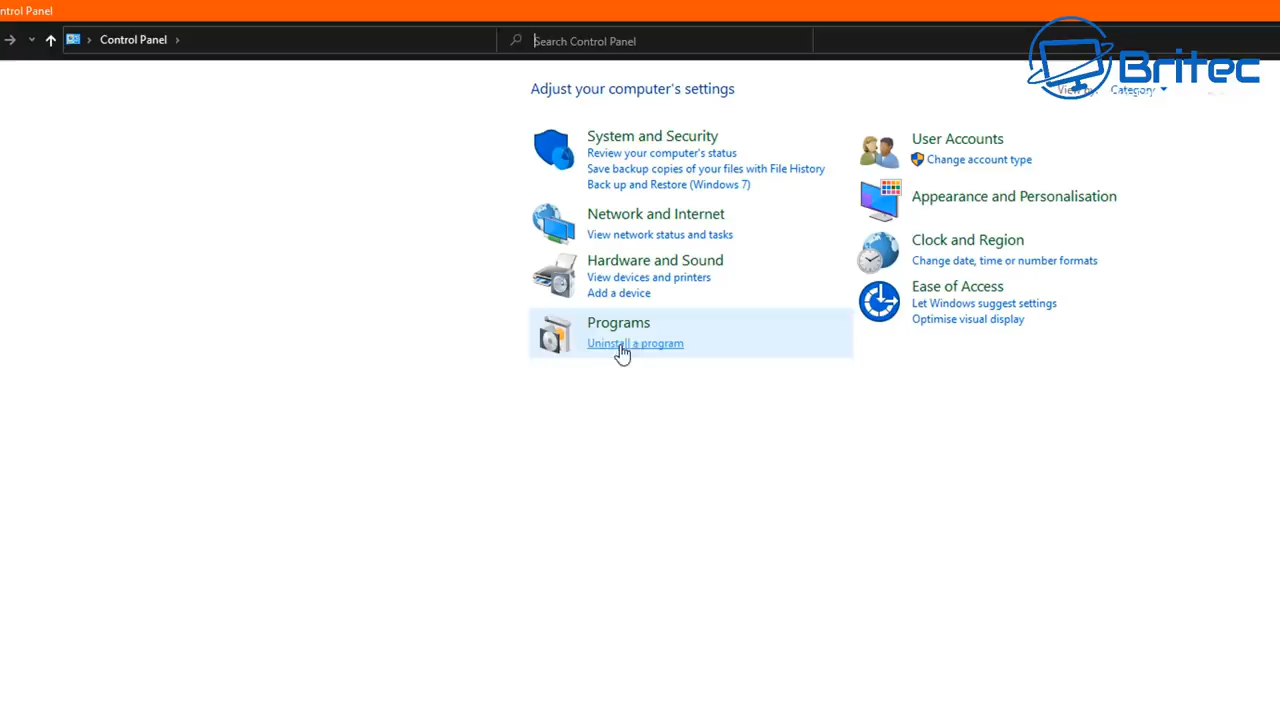 ntrol Panel
Control Panel
Search Control Panel
Britec
Adjust your computer's settings
Category
System and Security
Review your computer's status
Save backup copies of your files with File History
Back up and Restore (Windows 7)
Network and Internet
View network status and tasks
Hardware and Sound
View devices and printers
Add a device
Programs
Uninstall a program
User Accounts
Change account type
Appearance and Personalisation
Clock and Region
Change date, time or number formats
Ease of Access
Let Windows suggest settings
Optimise visual display